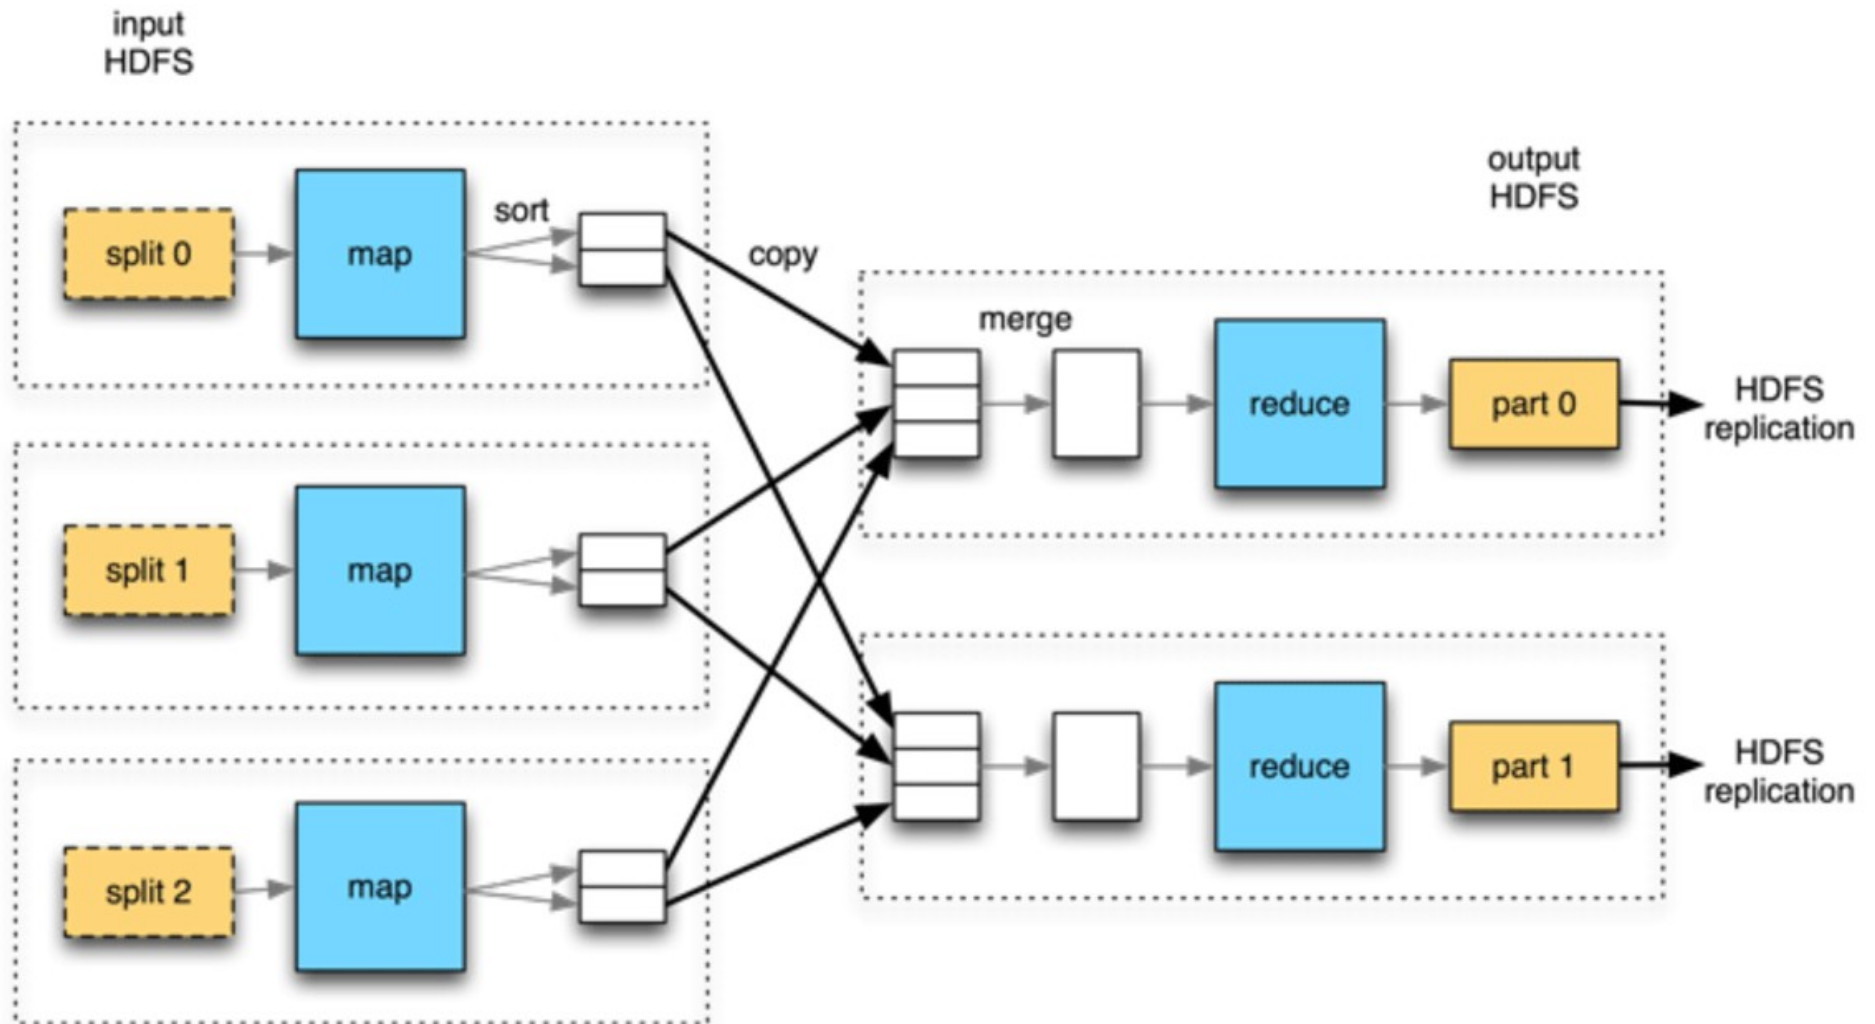 input
HDFS
output
HDFS
split 0
map
sort
copy
merge
reduce
part 0
HDFS
replication
split 1
map
split 2
map
reduce
part 1
HDFS
replication